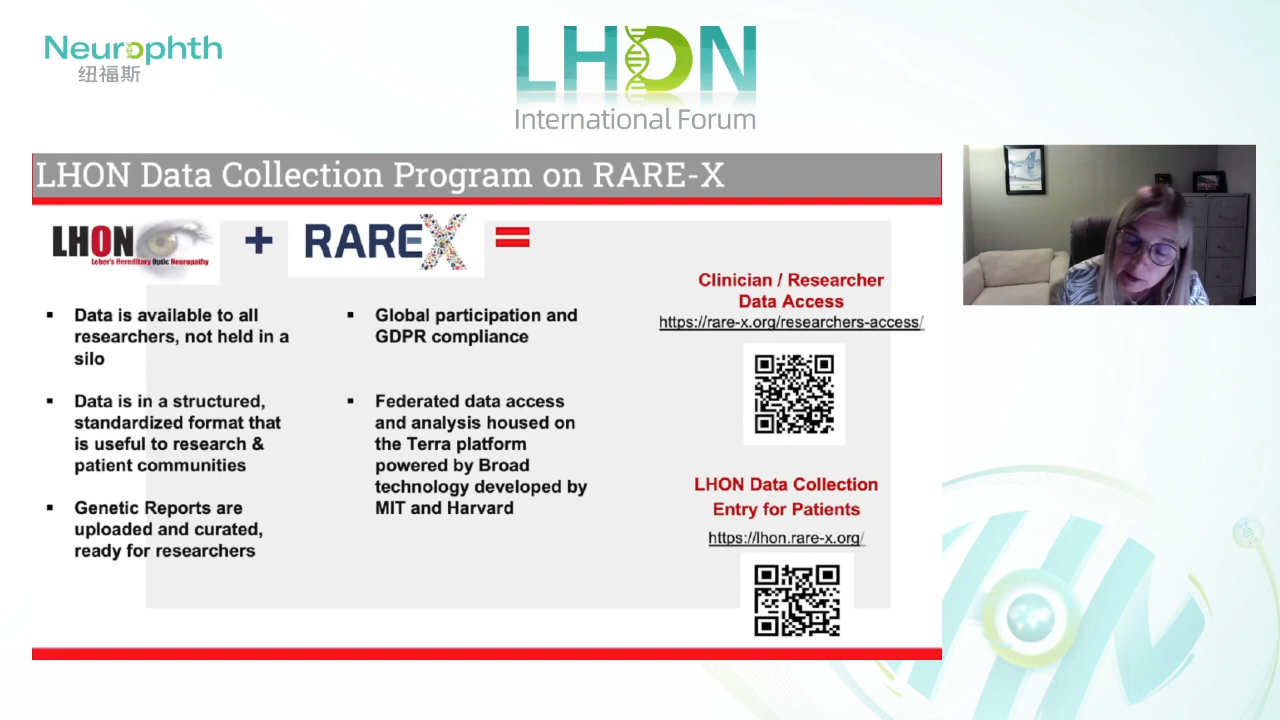 Neurophth
纽福斯
LHON
International Forum
LHON Data Collection Program on RARE-X
LHON
Leber's Hereditary Optic Neuropathy
+
RAREX
=
▪ Data is available to all
researchers, not held in a
silo
▪ Data is in a structured,
standardized format that
is useful to research &
patient communities
▪ Genetic Reports are
uploaded and curated,
ready for researchers
▪ Global participation and
GDPR compliance
▪ Federated data access
and analysis housed on
the Terra platform
powered by Broad
technology developed by
MIT and Harvard
Clinician / Researcher
Data Access
https://rare-x.org/researchers-access/
LHON Data Collection
Entry for Patients
https://lhon.rare-x.org/